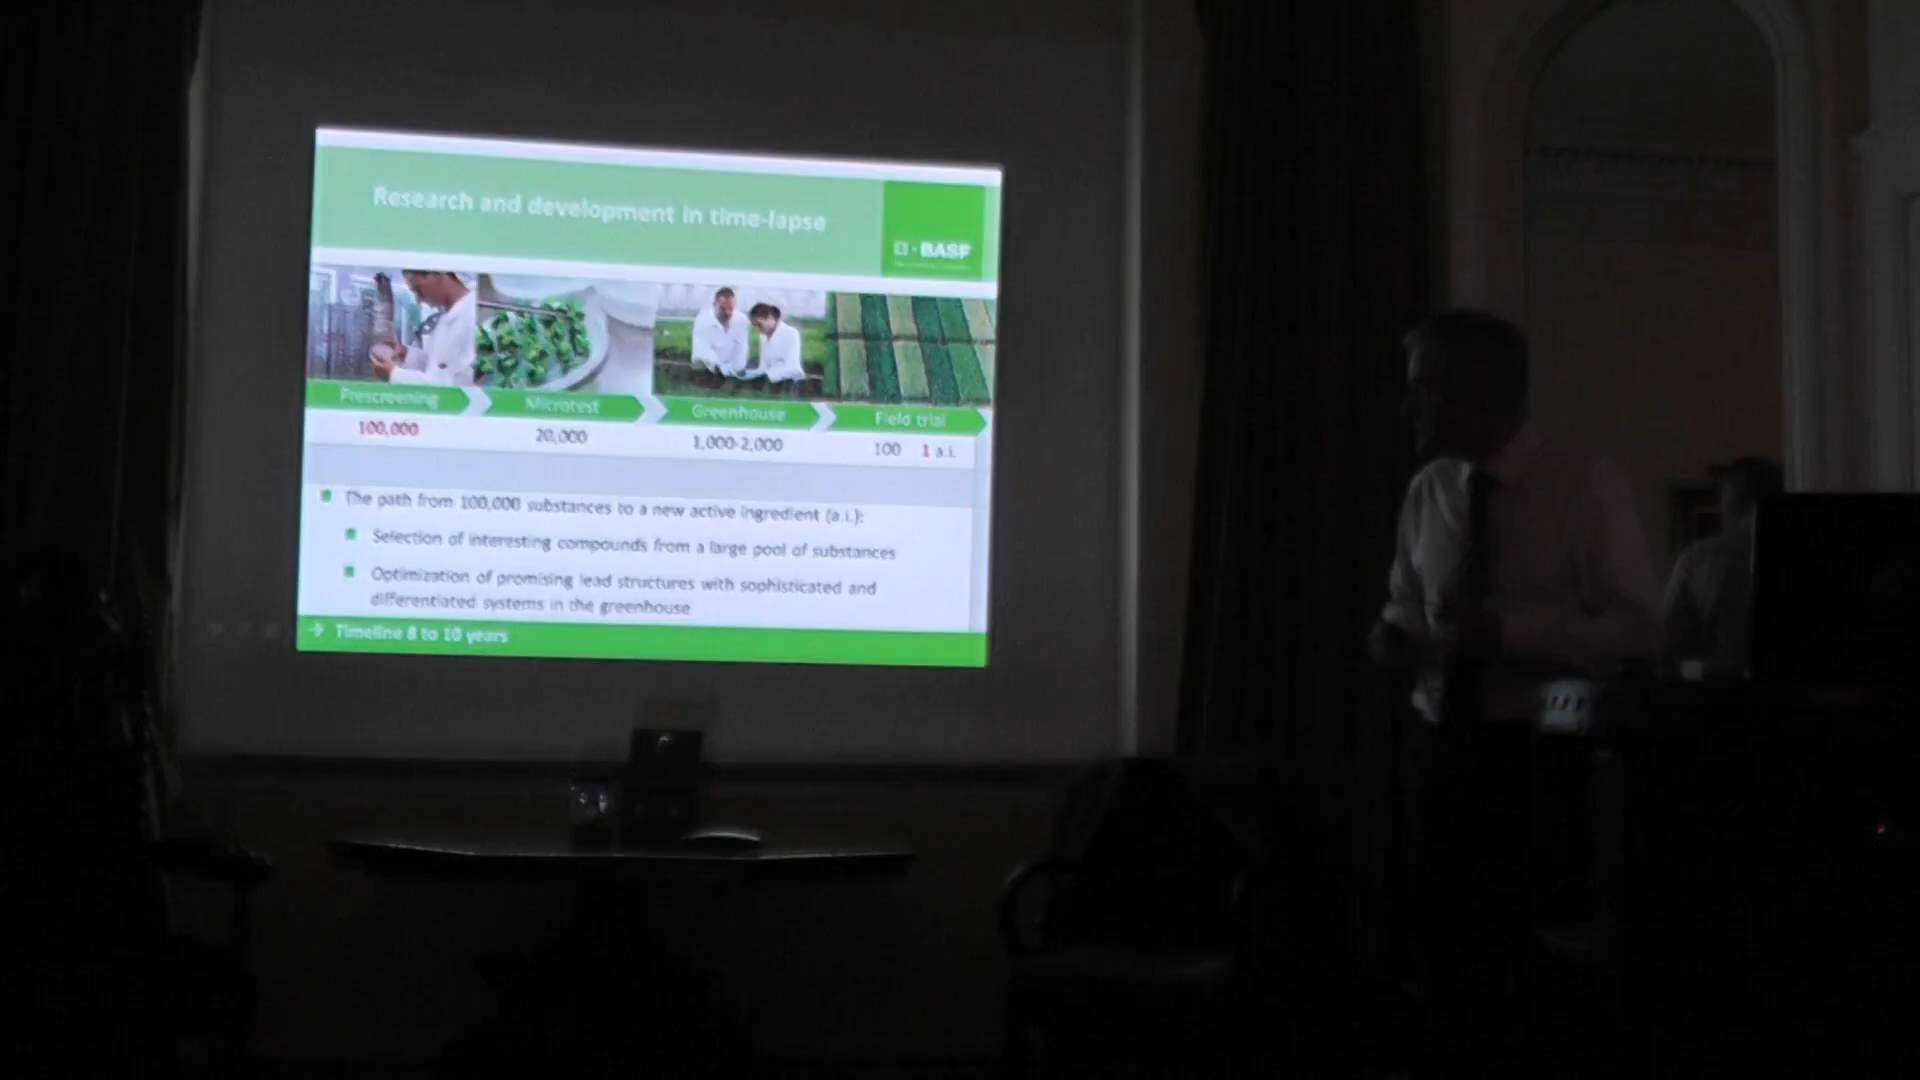 Research and development in time-lapse
BASF
Prescreening
Microtest
Greenhouse
Field trial
100,000
20,000
1,000-2,000
100 1 a.i.
The path from 100,000 substances to a new active ingredient (a.i.):
Selection of interesting compounds from a large pool of substances
Optimization of promising lead structures with sophisticated and
differentiated systems in the greenhouse
Timeline 8 to 10 years